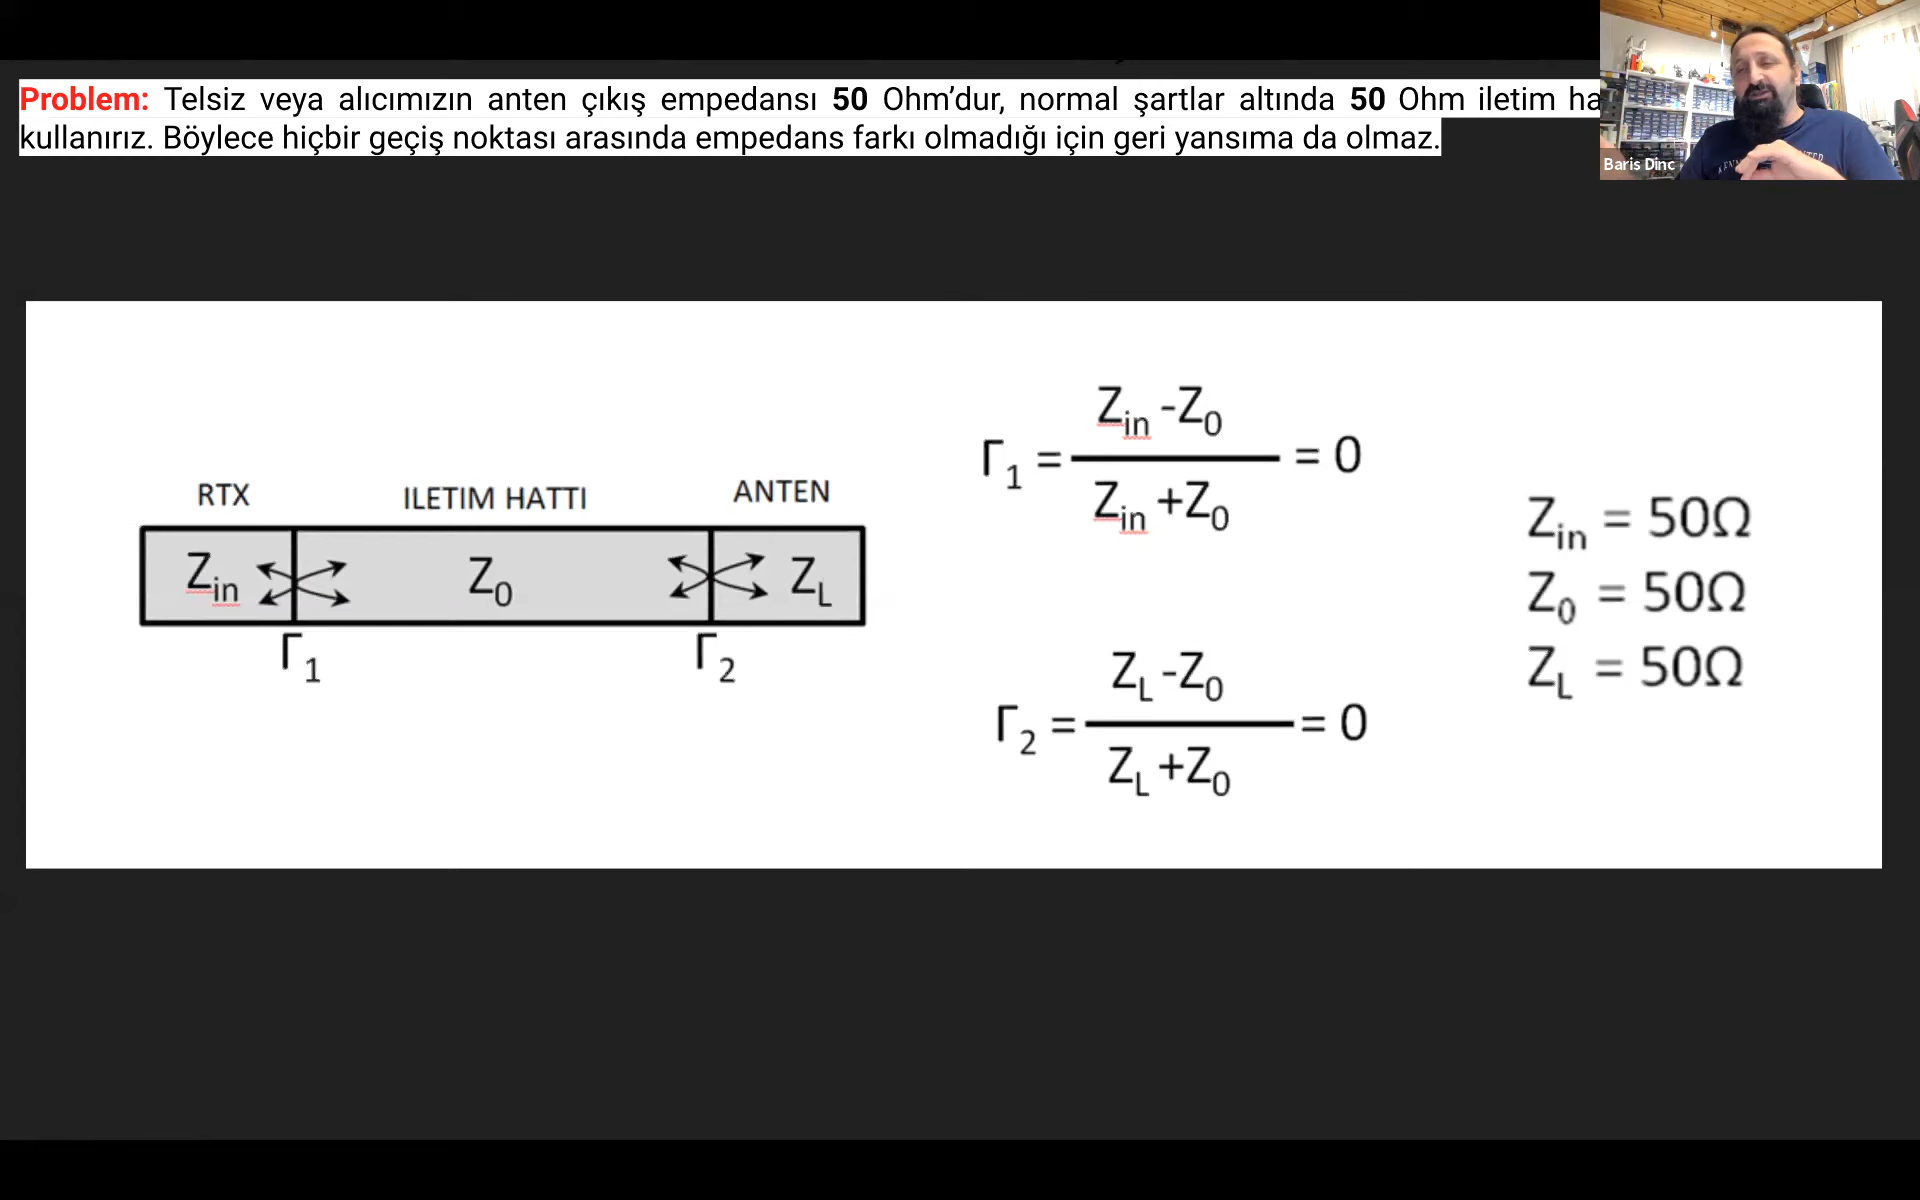 Problem: Telsiz veya alıcımızın anten çıkış empedansı 50 Ohm’dur, normal şartlar altında 50 Ohm iletim
kullanırız. Böylece hiçbir geçiş noktası arasında empedans farkı olmadığı için geri yansıma da olmaz.
Baris Dinc
RTX ILETIM HATTI ANTEN
Zin Z0 ZL
Γ1 Γ2
Γ1 = Zin -Z0 / Zin +Z0 = 0
Γ2 = ZL -Z0 / ZL +Z0 = 0
Zin = 50Ω
Z0 = 50Ω
ZL = 50Ω